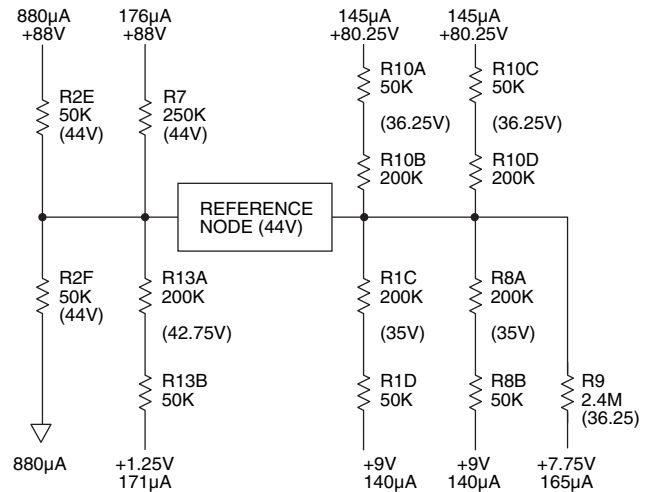 880µA
+88V
176µA
+88V
145µA
+80.25V
145µA
+80.25V
R2E
50K
(44V)
R7
250K
(44V)
R10A
50K
(36.25V)
R10B
200K
R10C
50K
(36.25V)
R10D
200K
REFERENCE
NODE (44V)
R2F
50K
(44V)
R13A
200K
(42.75V)
R13B
50K
R1C
200K
(35V)
R1D
50K
R8A
200K
(35V)
R8B
50K
R9
2.4M
(36.25)
880µA
+1.25V
171µA
+9V
140µA
+9V
140µA
+7.75V
165µA